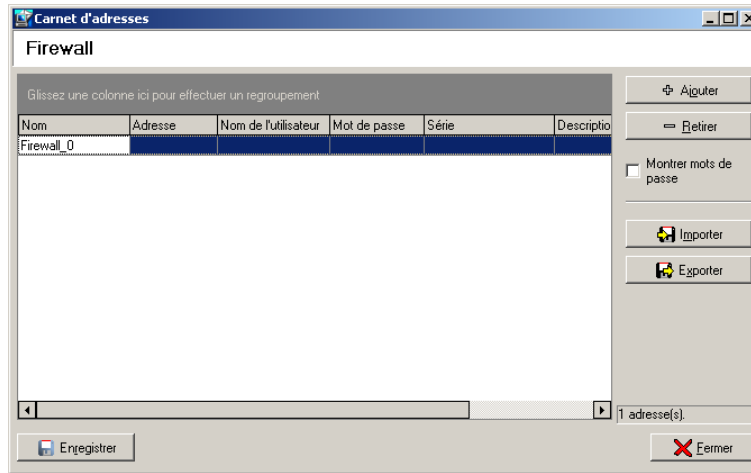 Carnet d'adresses
Firewall
Glissez une colonne ici pour effectuer un regroupement
Nom Adresse Nom de l'utilisateur Mot de passe Série Descriptio
Firewall_0
Ajouter
Retirer
Montrer mots de
passe
Importer
Exporter
1 adresse(s).
Enregistrer
Fermer